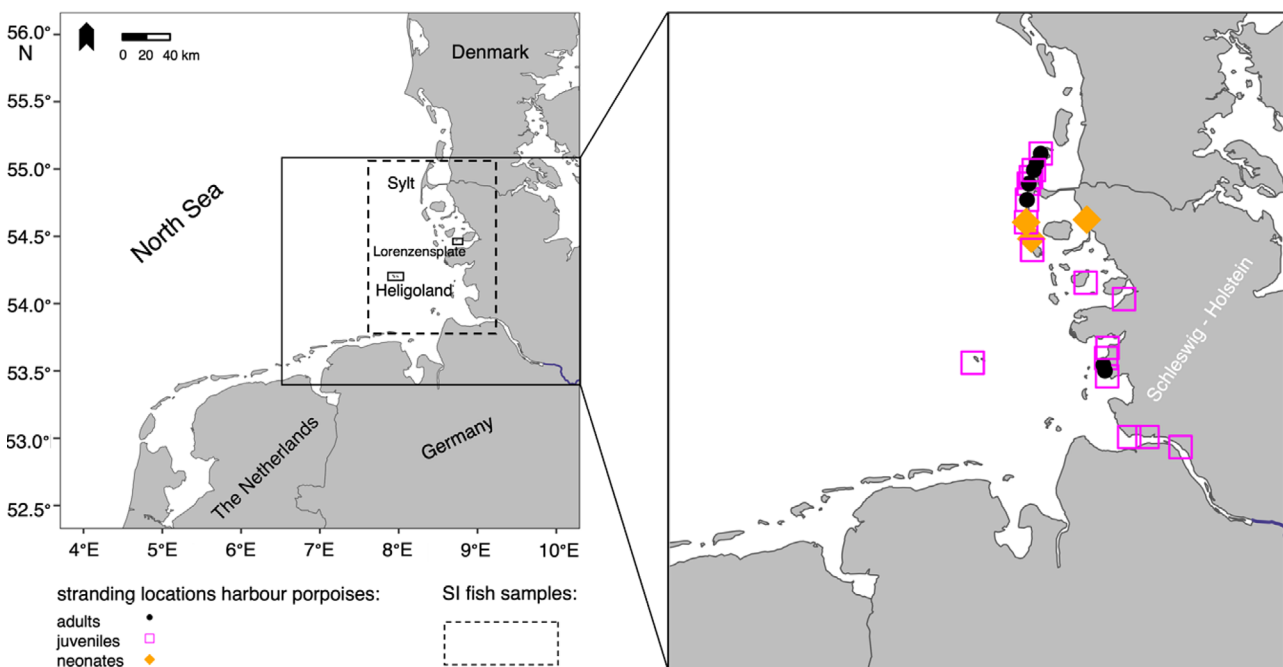 56.0°
N
0 20 40 km
Denmark
55.5°
55.0°
Sylt
North Sea
54.5°
Lorenzensplate
Heligoland
54.0°
53.5°
53.0°
The Netherlands
Germany
52.5°
4°E 5°E 6°E 7°E 8°E 9°E 10°E
stranding locations harbour porpoises:
adults
juveniles
neonates
SI fish samples:
Schleswig - Holstein